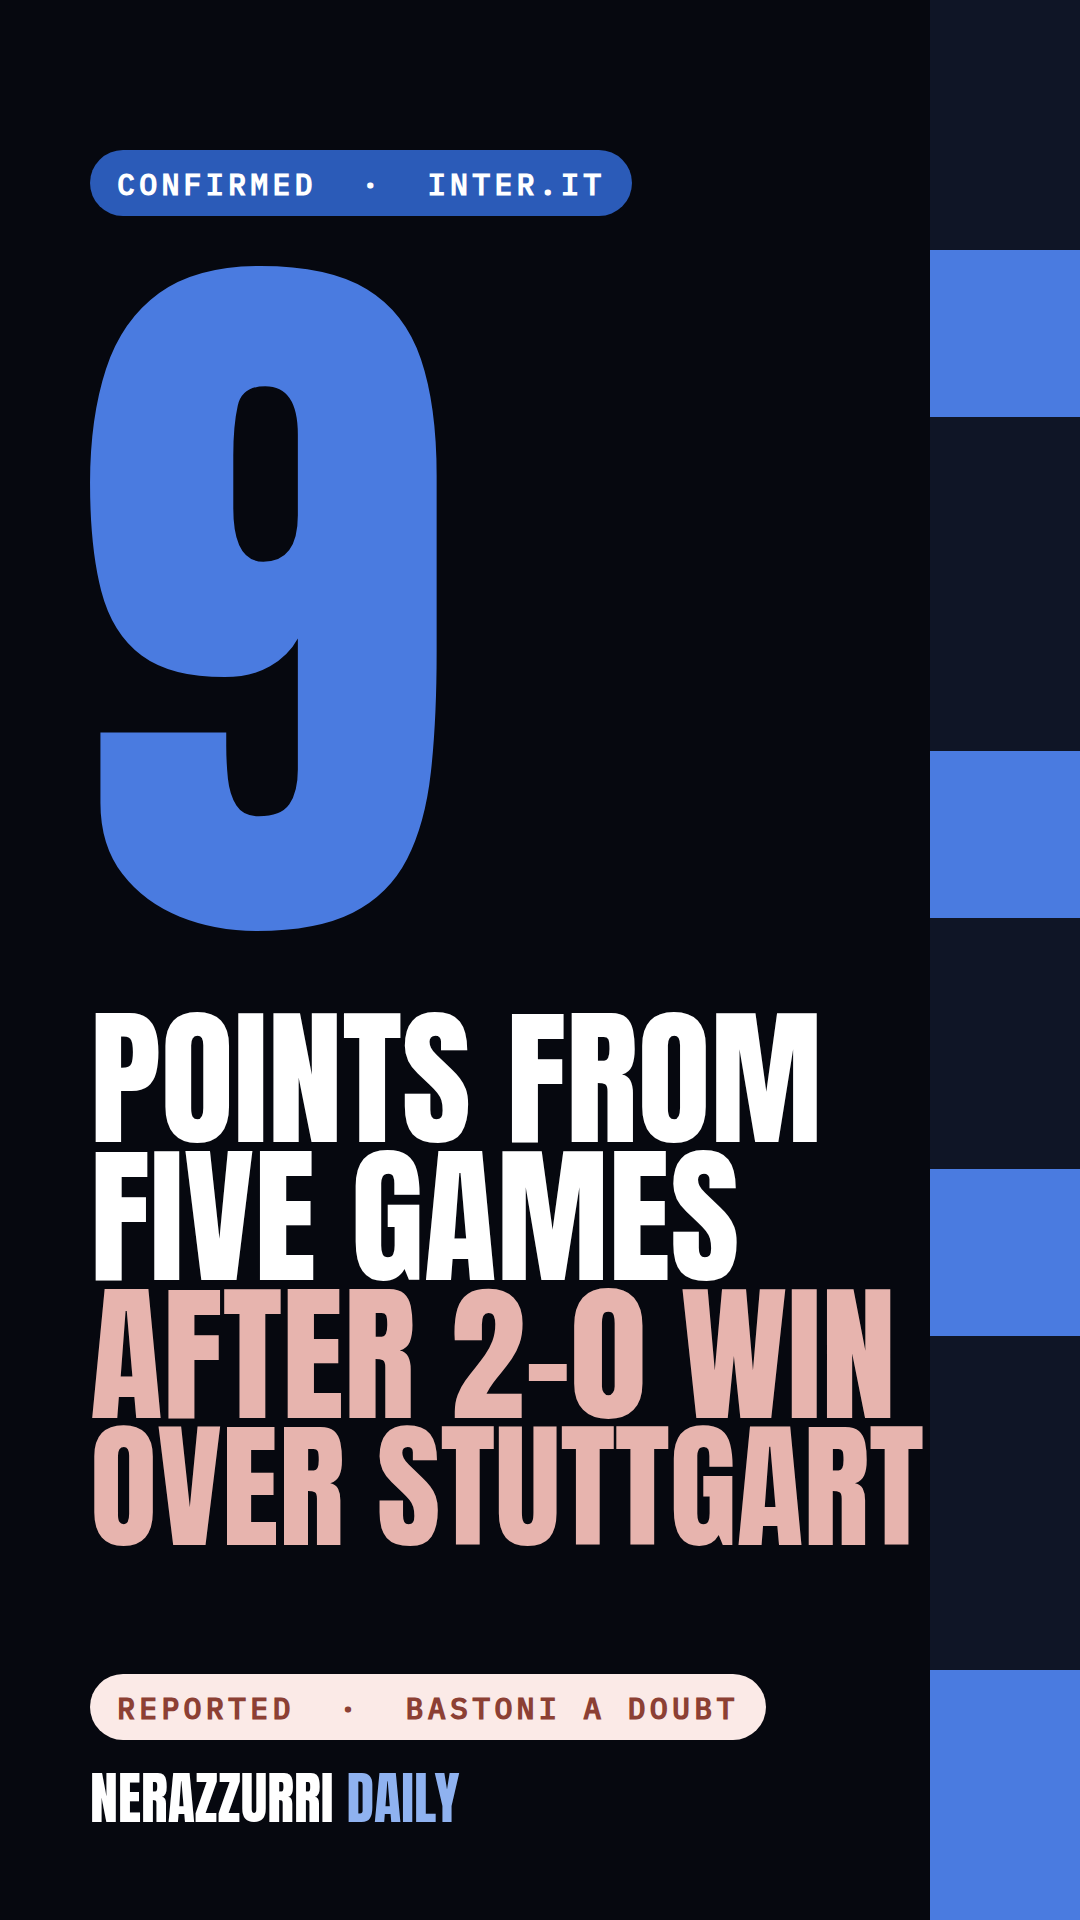 CONFIRMED · INTER.IT
9
POINTS FROM
FIVE GAMES
AFTER 2-0 WIN
OVER STUTTGART
REPORTED · BASTONI A DOUBT
NERAZZURRI DAILY